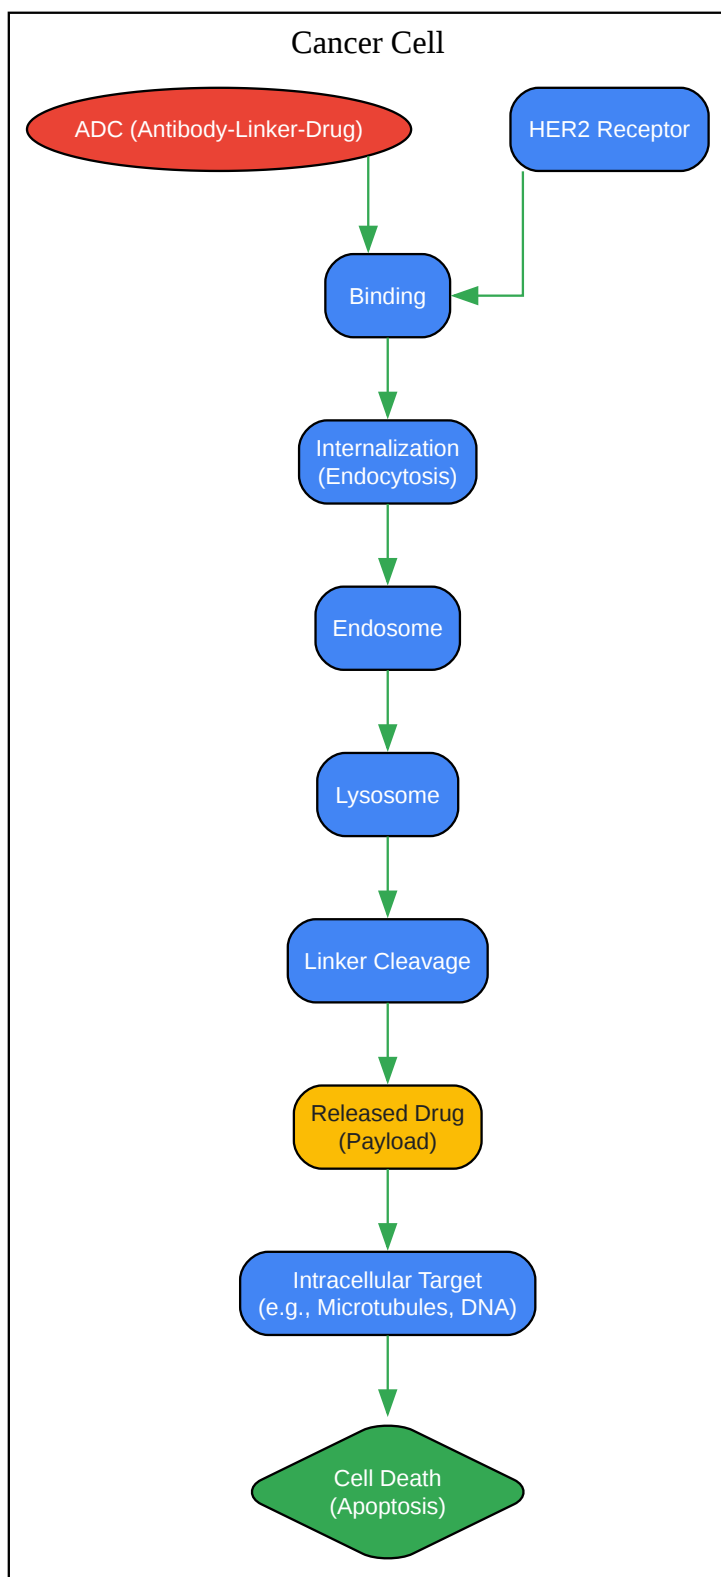 Cancer Cell
ADC (Antibody-Linker-Drug)
HER2 Receptor
Binding
Internalization
(Endocytosis)
Endosome
Lysosome
Linker Cleavage
Released Drug
(Payload)
Intracellular Target
(e.g., Microtubules, DNA)
Cell Death
(Apoptosis)